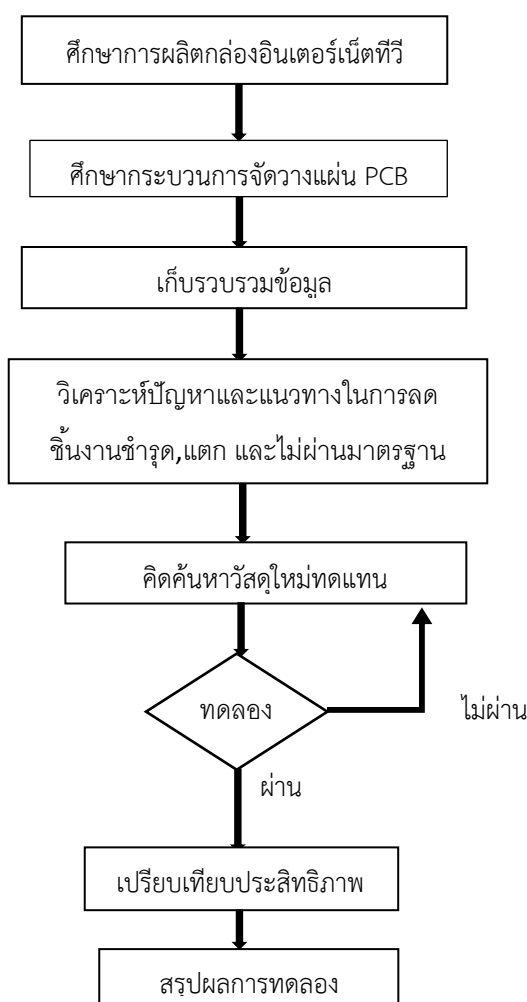 ศึกษาการผลิตกล่องอินเตอร์เน็ตทีวี
ศึกษากระบวนการจัดวางแผ่น PCB
เก็บรวบรวมข้อมูล
วิเคราะห์ปัญหาและแนวทางในการลด
ชิ้นงานชำรุด,แตก และไม่ผ่านมาตรฐาน
คิดค้นหาวัสดุใหม่ทดแทน
ทดลอง
ไม่ผ่าน
ผ่าน
เปรียบเทียบประสิทธิภาพ
สรุปผลการทดลอง